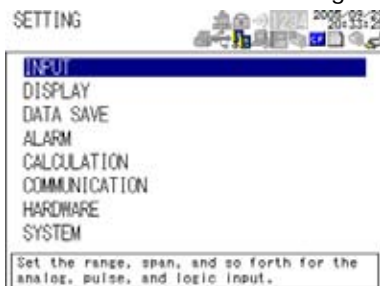 SETTING
INPUT
DISPLAY
DATA SAVE
ALARM
CALCULATION
COMMUNICATION
HARDWARE
SYSTEM
Set the range, span, and so forth for the
analog, pulse, and logic input.